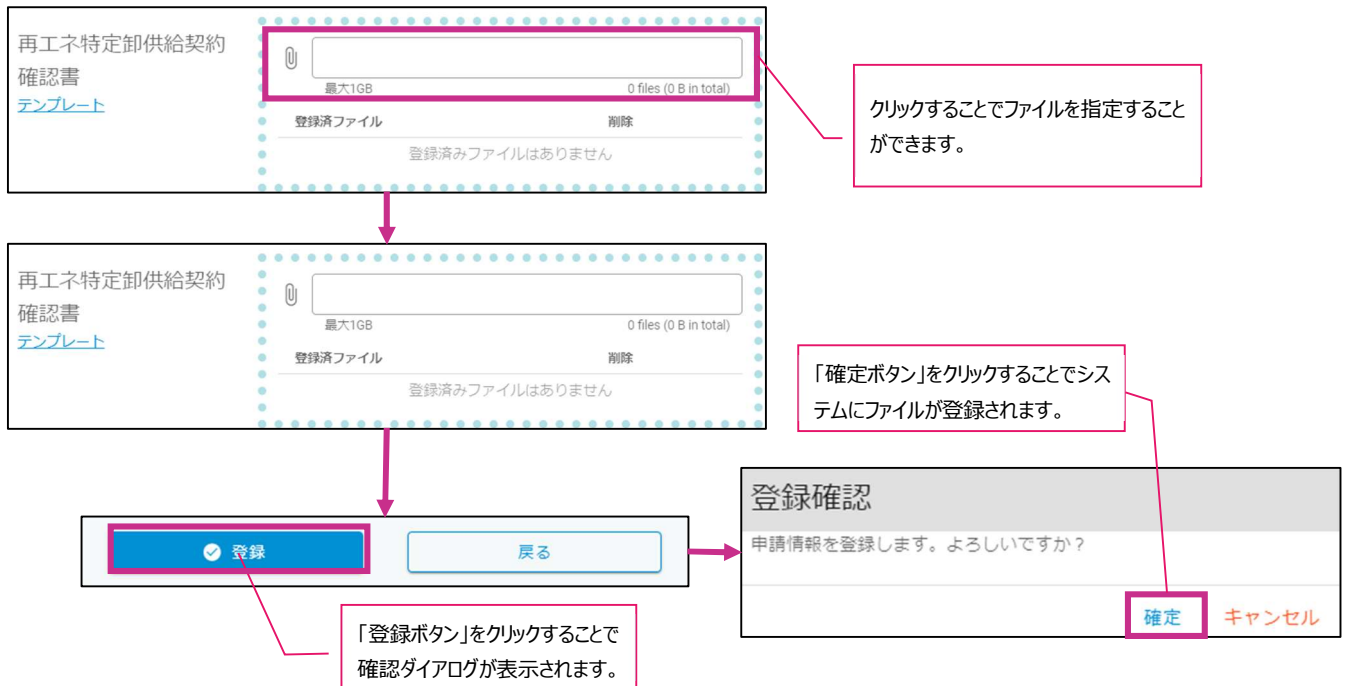 再エネ特定卸供給契約
確認書
テンプレート
最大1GB
0 files (0 B in total)
登録済ファイル
削除
登録済みファイルはありません
クリックすることでファイルを指定すること
ができます。
再エネ特定卸供給契約
確認書
テンプレート
最大1GB
0 files (0 B in total)
登録済ファイル
削除
登録済みファイルはありません
「確定ボタン」をクリックすることでシス
テムにファイルが登録されます。
登録
戻る
「登録ボタン」をクリックすることで
確認ダイアログが表示されます。
登録確認
申請情報を登録します。よろしいですか？
確定
キャンセル